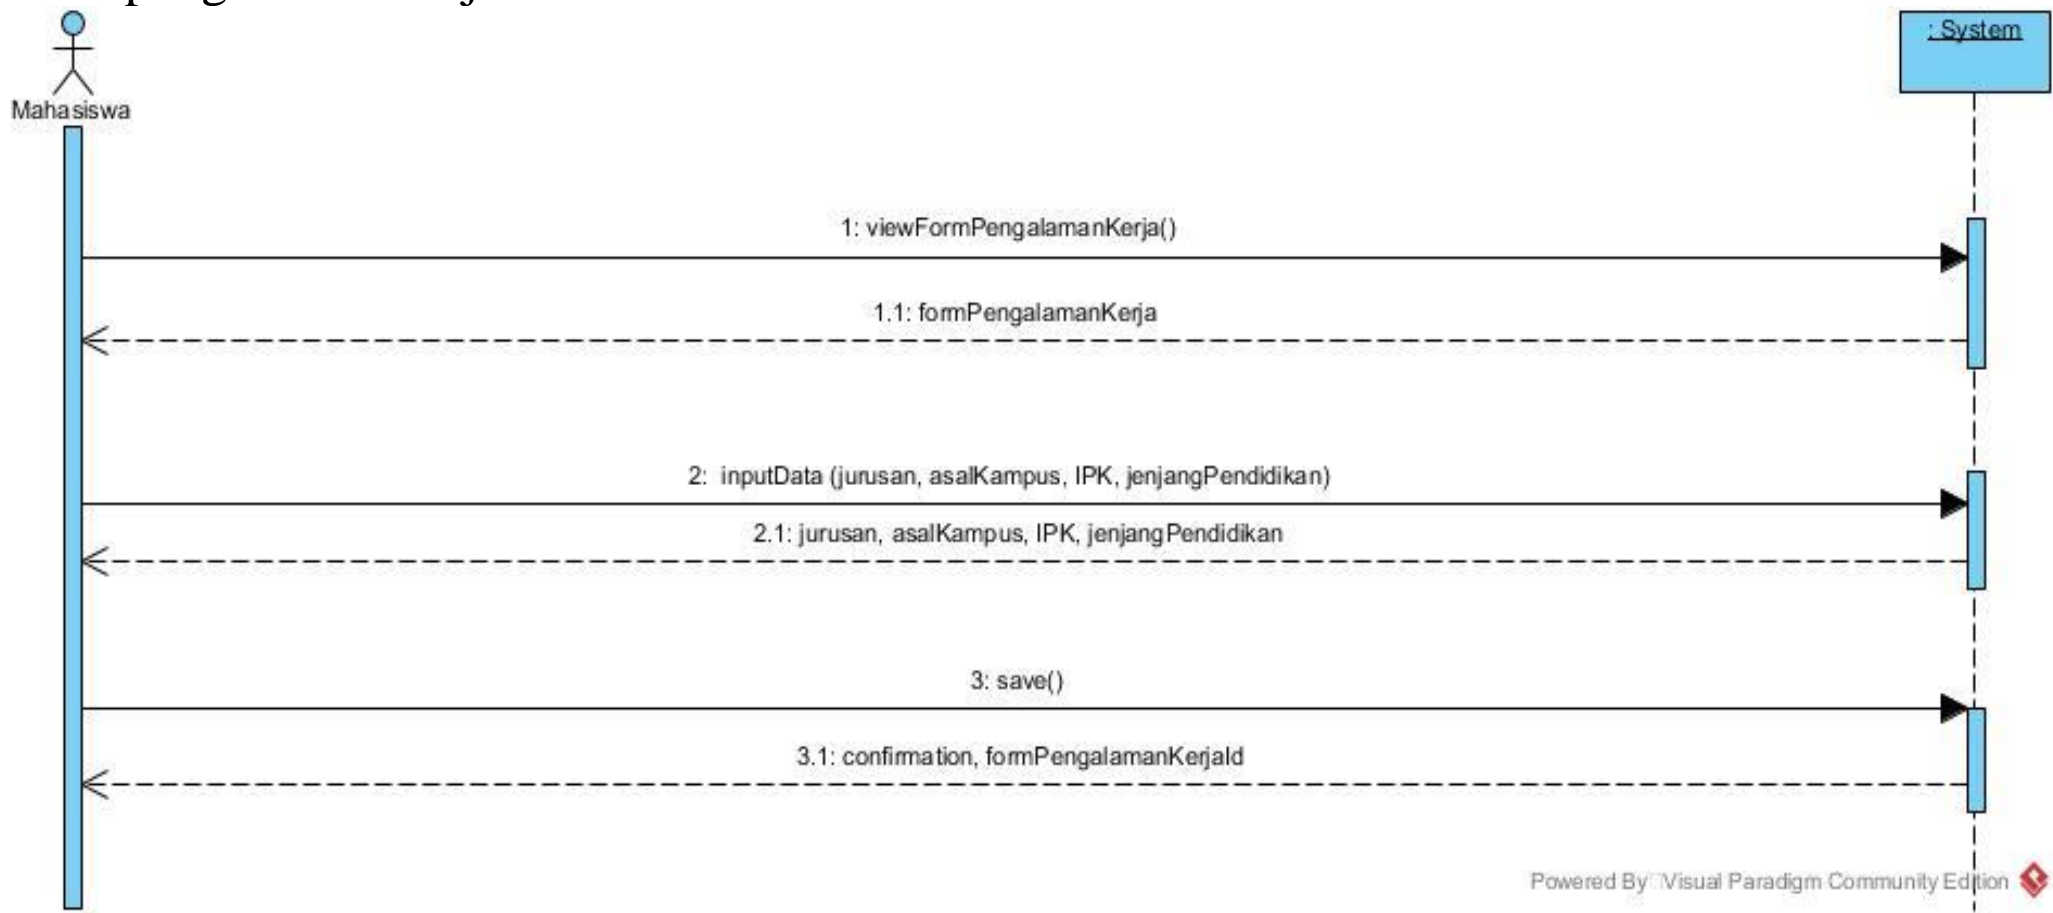 : System
Mahasiswa
1: viewFormPengalamanKerja()
1.1: formPengalamanKerja
2: inputData (jurusan, asalKampus, IPK, jenjangPendidikan)
2.1: jurusan, asalKampus, IPK, jenjangPendidikan
3: save()
3.1: confirmation, formPengalamanKerjaId
Powered By Visual Paradigm Community Edition